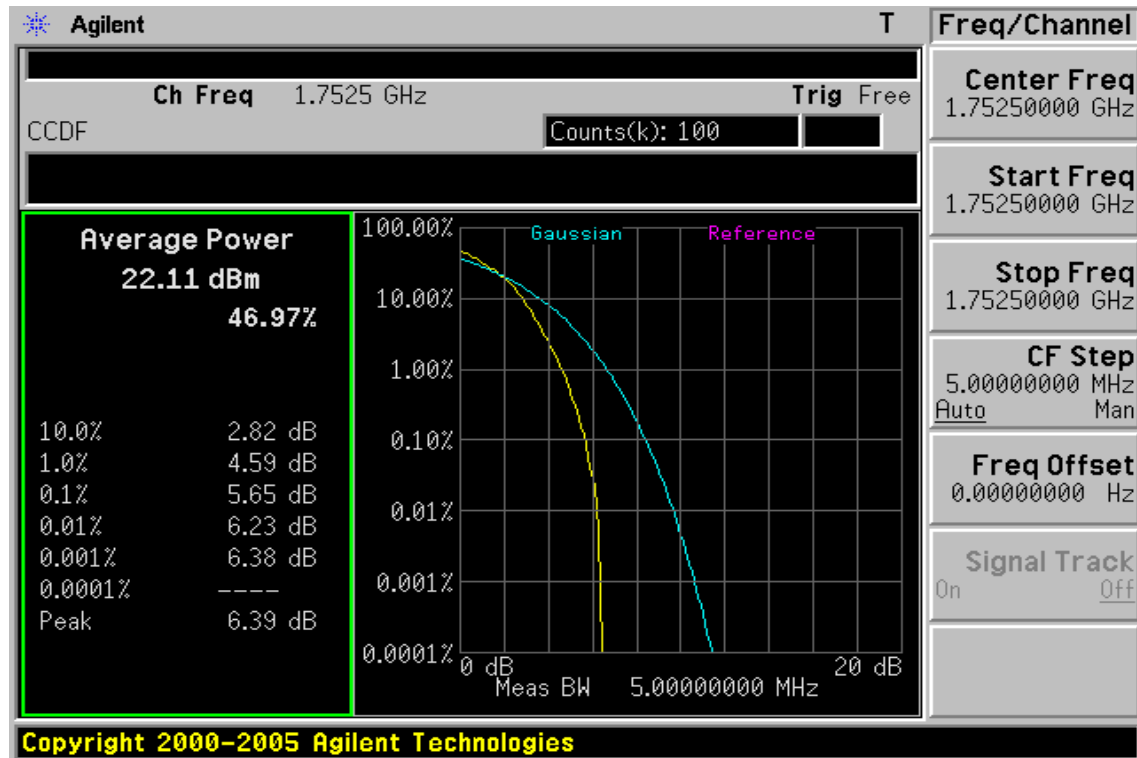 Agilent T
Ch Freq 1.7525 GHz Trig Free
CCDF Counts(k): 100
Average Power
22.11 dBm
46.97%
10.0% 2.82 dB
1.0% 4.59 dB
0.1% 5.65 dB
0.01% 6.23 dB
0.001% 6.38 dB
0.0001% ----
Peak 6.39 dB
Gaussian Reference
100.00%
10.00%
1.00%
0.10%
0.01%
0.001%
0.0001%
0 dB 20 dB
Meas BW 5.00000000 MHz
Freq/Channel
Center Freq
1.75250000 GHz
Start Freq
1.75250000 GHz
Stop Freq
1.75250000 GHz
CF Step
5.00000000 MHz
Auto Man
Freq Offset
0.00000000 Hz
Signal Track
On Off
Copyright 2000-2005 Agilent Technologies